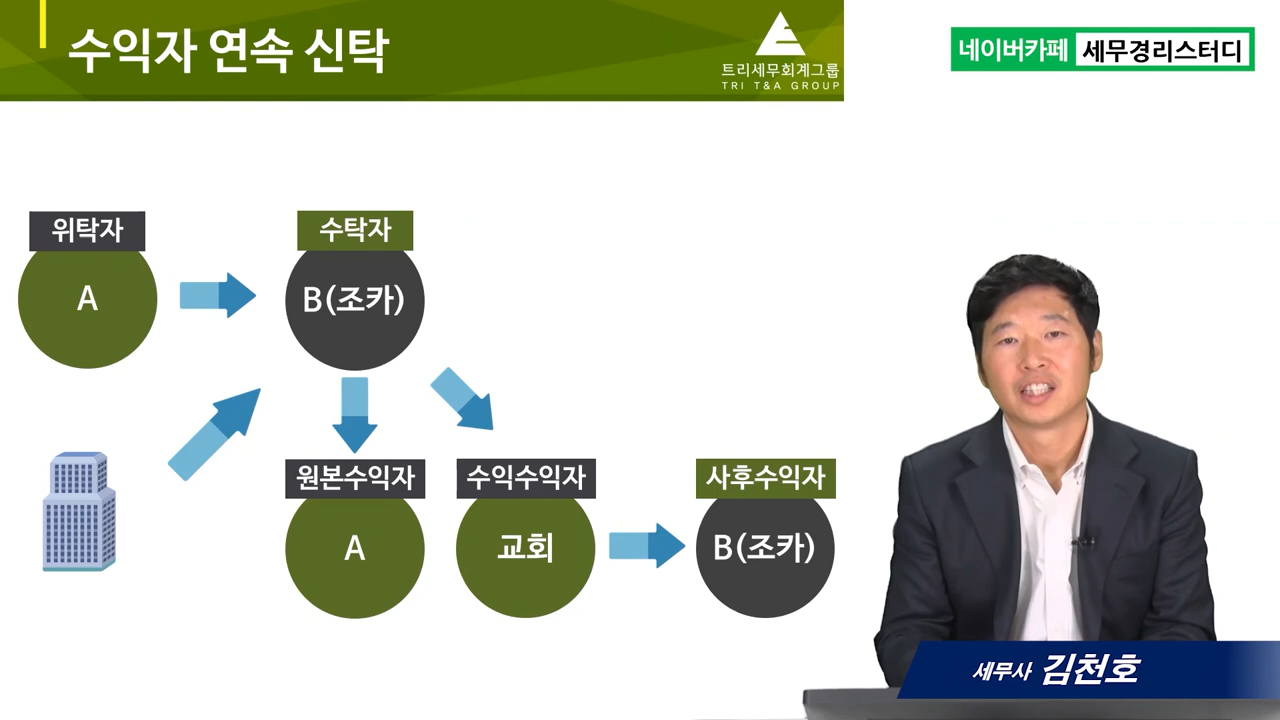 수익자 연속 신탁
트리세무회계그룹
TRI T&A GROUP
네이버카페 세무경리스터디
위탁자
A
수탁자
B(조카)
원본수익자
A
수익수익자
교회
사후수익자
B(조카)
세무사 김천호